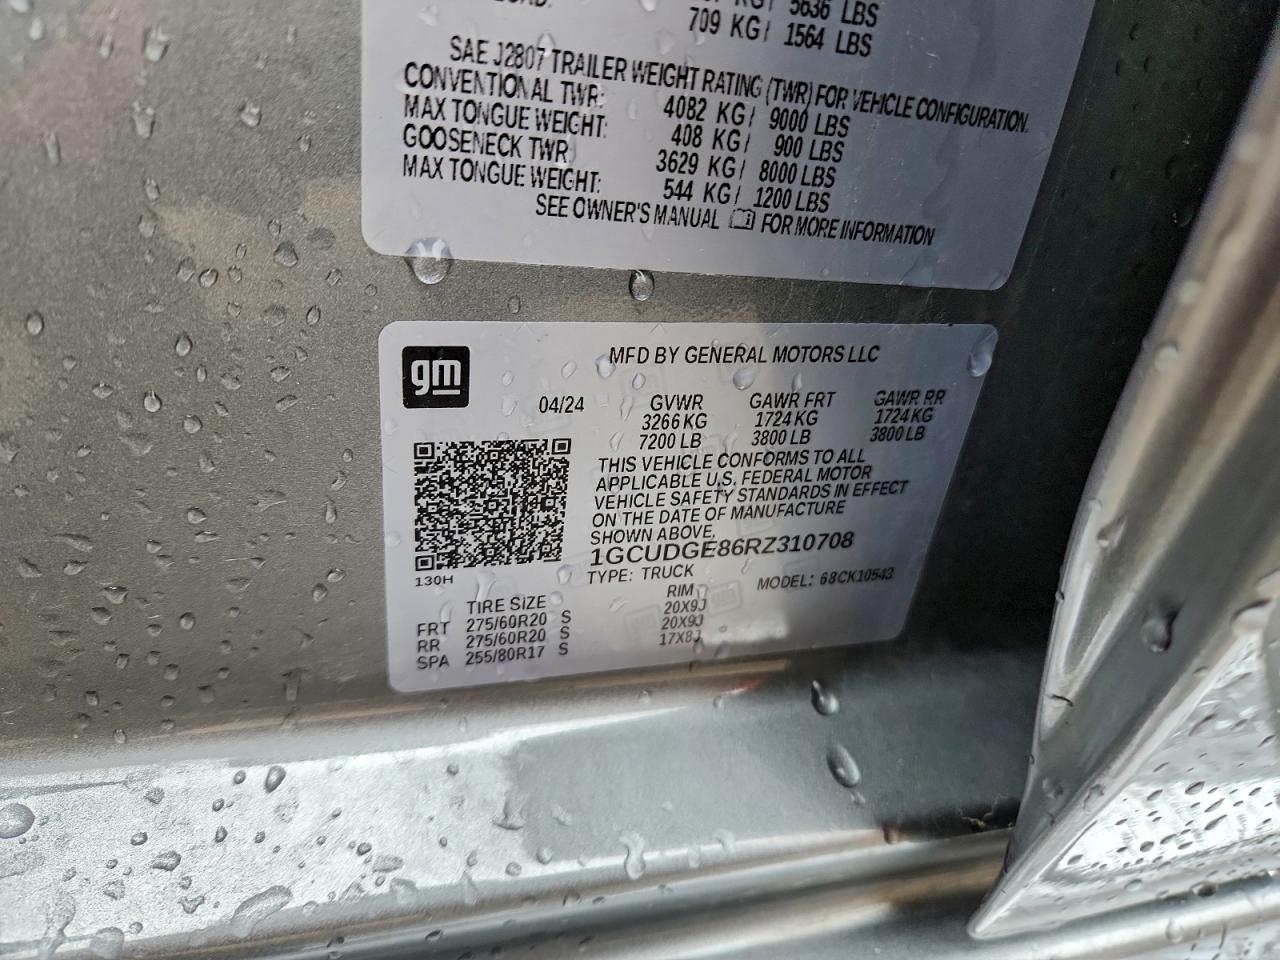 5636 LBS
709 KG/ 1564 LBS
SAE J2807 TRAILER WEIGHT RATING (TWR) FOR VEHICLE CONFIGURATION.
CONVENTIONAL TWR: 4082 KG/ 9000 LBS
MAX TONGUE WEIGHT: 408 KG/ 900 LBS
GOOSENECK TWR: 3629 KG/ 8000 LBS
MAX TONGUE WEIGHT: 544 KG/ 1200 LBS
SEE OWNER'S MANUAL FOR MORE INFORMATION
gm
MFD BY GENERAL MOTORS LLC
04/24 GVWR GAWR FRT GAWR RR
3266 KG 1724 KG 1724 KG
7200 LB 3800 LB 3800 LB
THIS VEHICLE CONFORMS TO ALL
APPLICABLE U.S. FEDERAL MOTOR
VEHICLE SAFETY STANDARDS IN EFFECT
ON THE DATE OF MANUFACTURE
SHOWN ABOVE.
1GCUDGE86RZ310708
130H
TYPE: TRUCK MODEL: 68CK10543
TIRE SIZE RIM
FRT 275/60R20 S 20X9J
RR 275/60R20 S 20X9J
SPA 255/80R17 S 17X8J